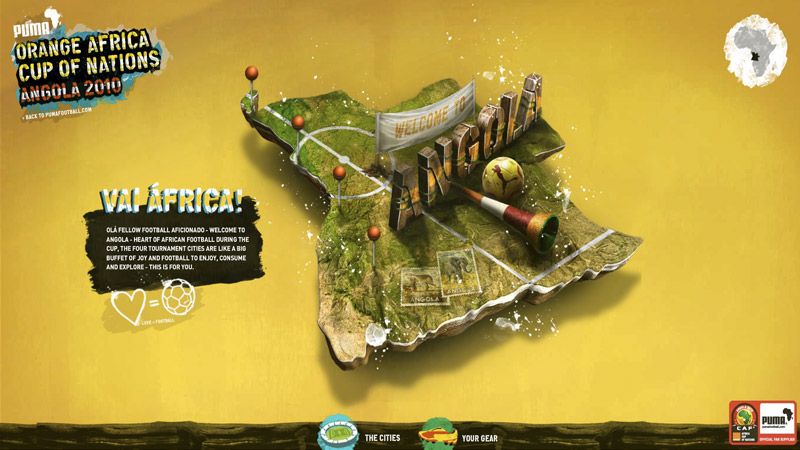 PUMA
ORANGE AFRICA
CUP OF NATIONS
ANGOLA 2010
BACK TO PUMAFOOTBALL.COM
WELCOME TO
ANGOLA
VAI ÁFRICA!
OLÁ FELLOW FOOTBALL AFICIONADO - WELCOME TO
ANGOLA - HEART OF AFRICAN FOOTBALL DURING THE
CUP, THE FOUR TOURNAMENT CITIES ARE LIKE A BIG
BUFFET OF JOY AND FOOTBALL TO ENJOY, CONSUME
AND EXPLORE - THIS IS FOR YOU.
=
LOVE = FOOTBALL
ANGOLA
ANGOLA
THE CITIES
YOUR GEAR
CAF
PUMA
OFFICIAL FAN SUPPLIER